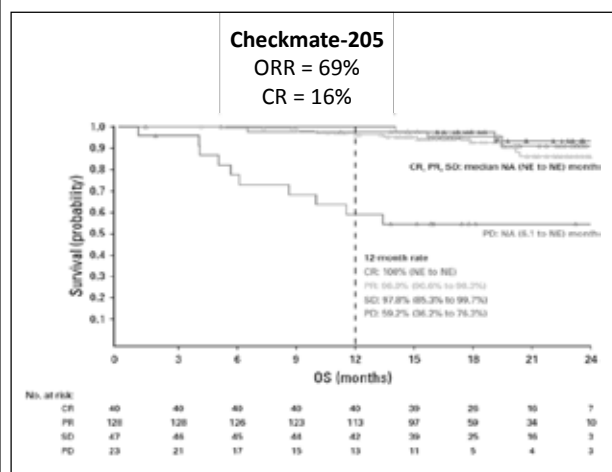 Checkmate-205
ORR = 69%
CR = 16%
1.0
0.9
0.8
0.7
0.6
0.5
0.4
0.3
0.2
0.1
Survival (probability)
CR, PR, SD: median NA (NE to NE) months
PD: NA (6.1 to NE) months
12-month rate
CR: 100% (NE to NE)
PR:
SD: 97.8% (85.3% to 99.7%)
PD: 59.2% (36.2% to 76.3%)
0 3 6 9 12 15 18 21 24
OS (months)
No. at risk:
CR 40 40 40 40 40 39 26 16 7
PR 128 128 126 123 113 97 59 34 10
SD 47 46 45 44 42 39 25 16 3
PD 23 21 17 15 13 11 5 4 3